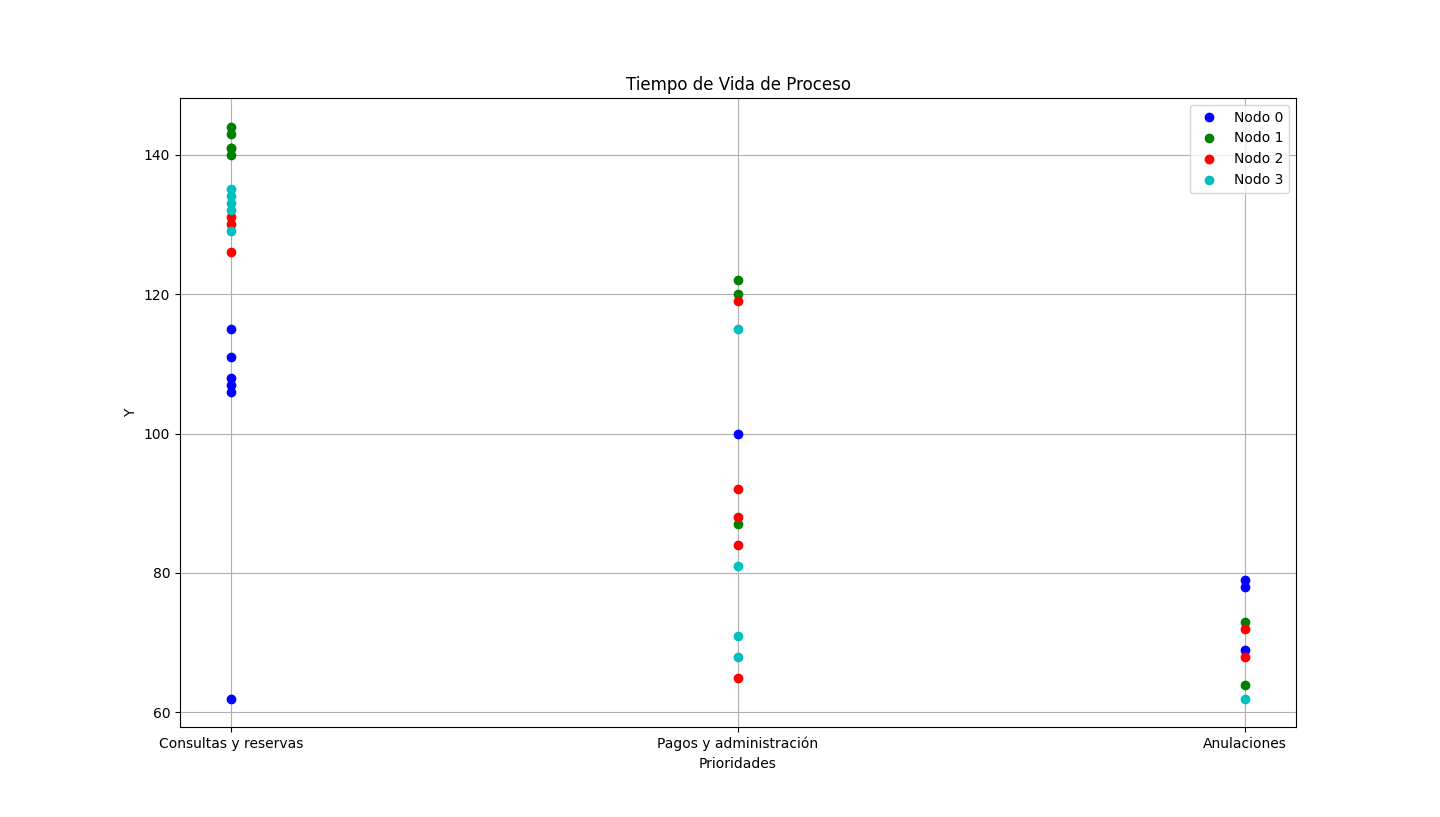 Tiempo de Vida de Proceso
Nodo 0
Nodo 1
Nodo 2
Nodo 3
140
120
100
80
60
Y
Consultas y reservas
Pagos y administración
Anulaciones
Prioridades